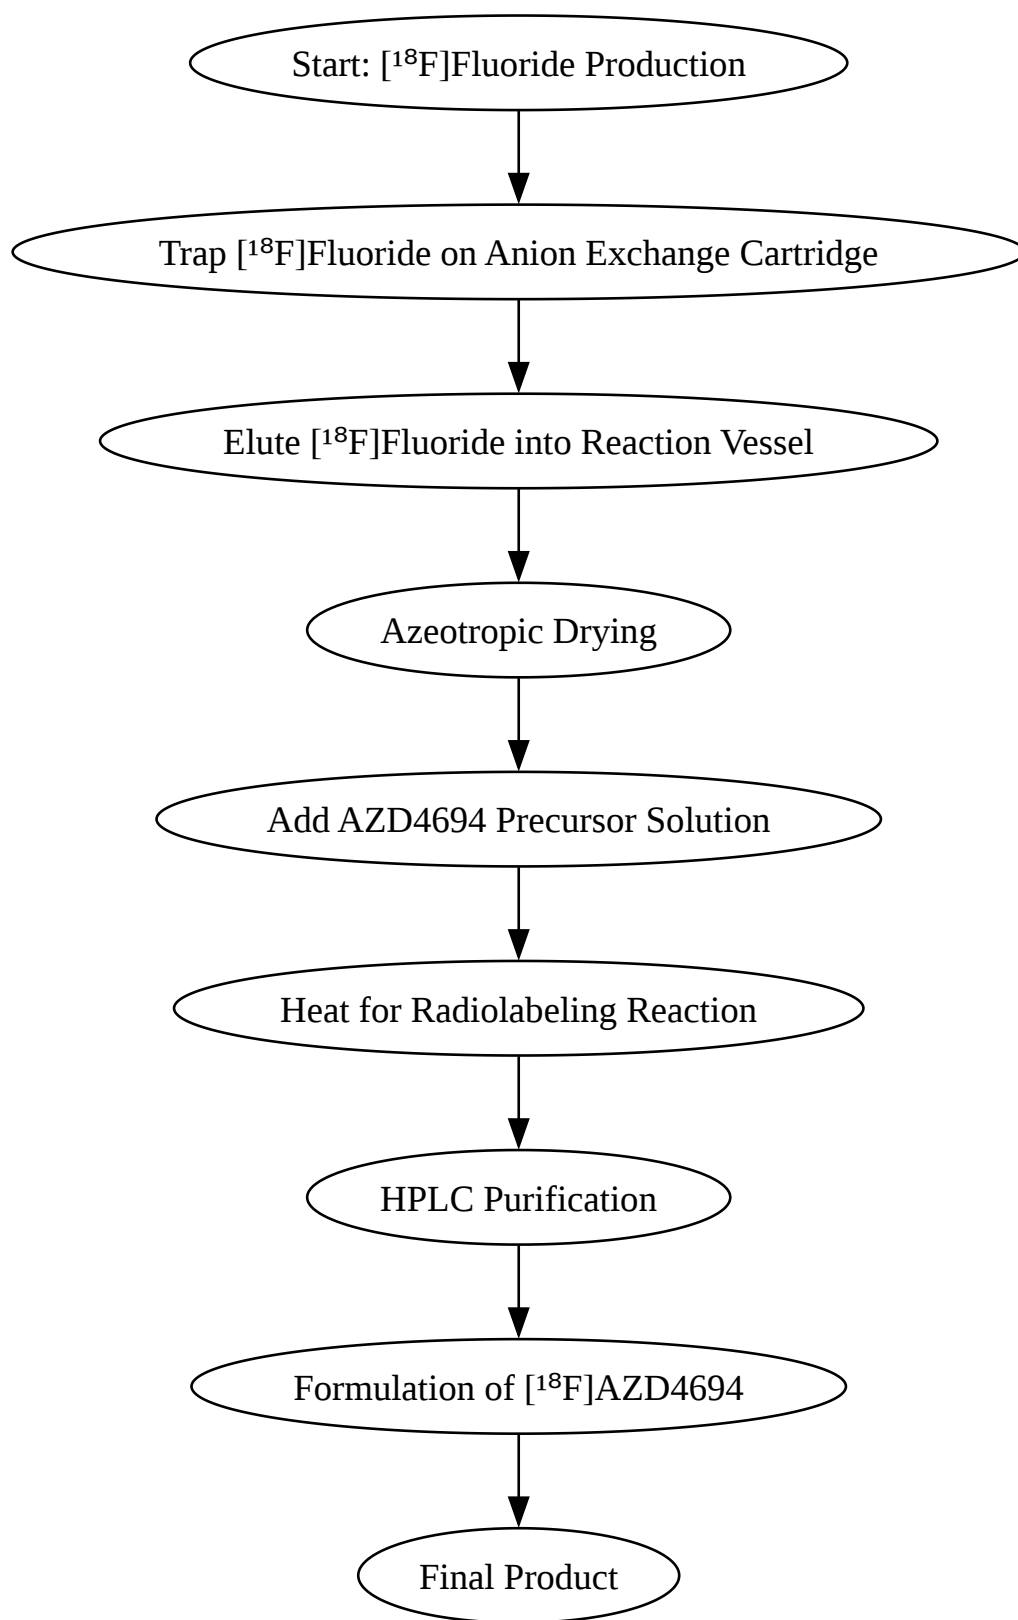 Start: [¹⁸F]Fluoride Production
Trap [¹⁸F]Fluoride on Anion Exchange Cartridge
Elute [¹⁸F]Fluoride into Reaction Vessel
Azeotropic Drying
Add AZD4694 Precursor Solution
Heat for Radiolabeling Reaction
HPLC Purification
Formulation of [¹⁸F]AZD4694
Final Product